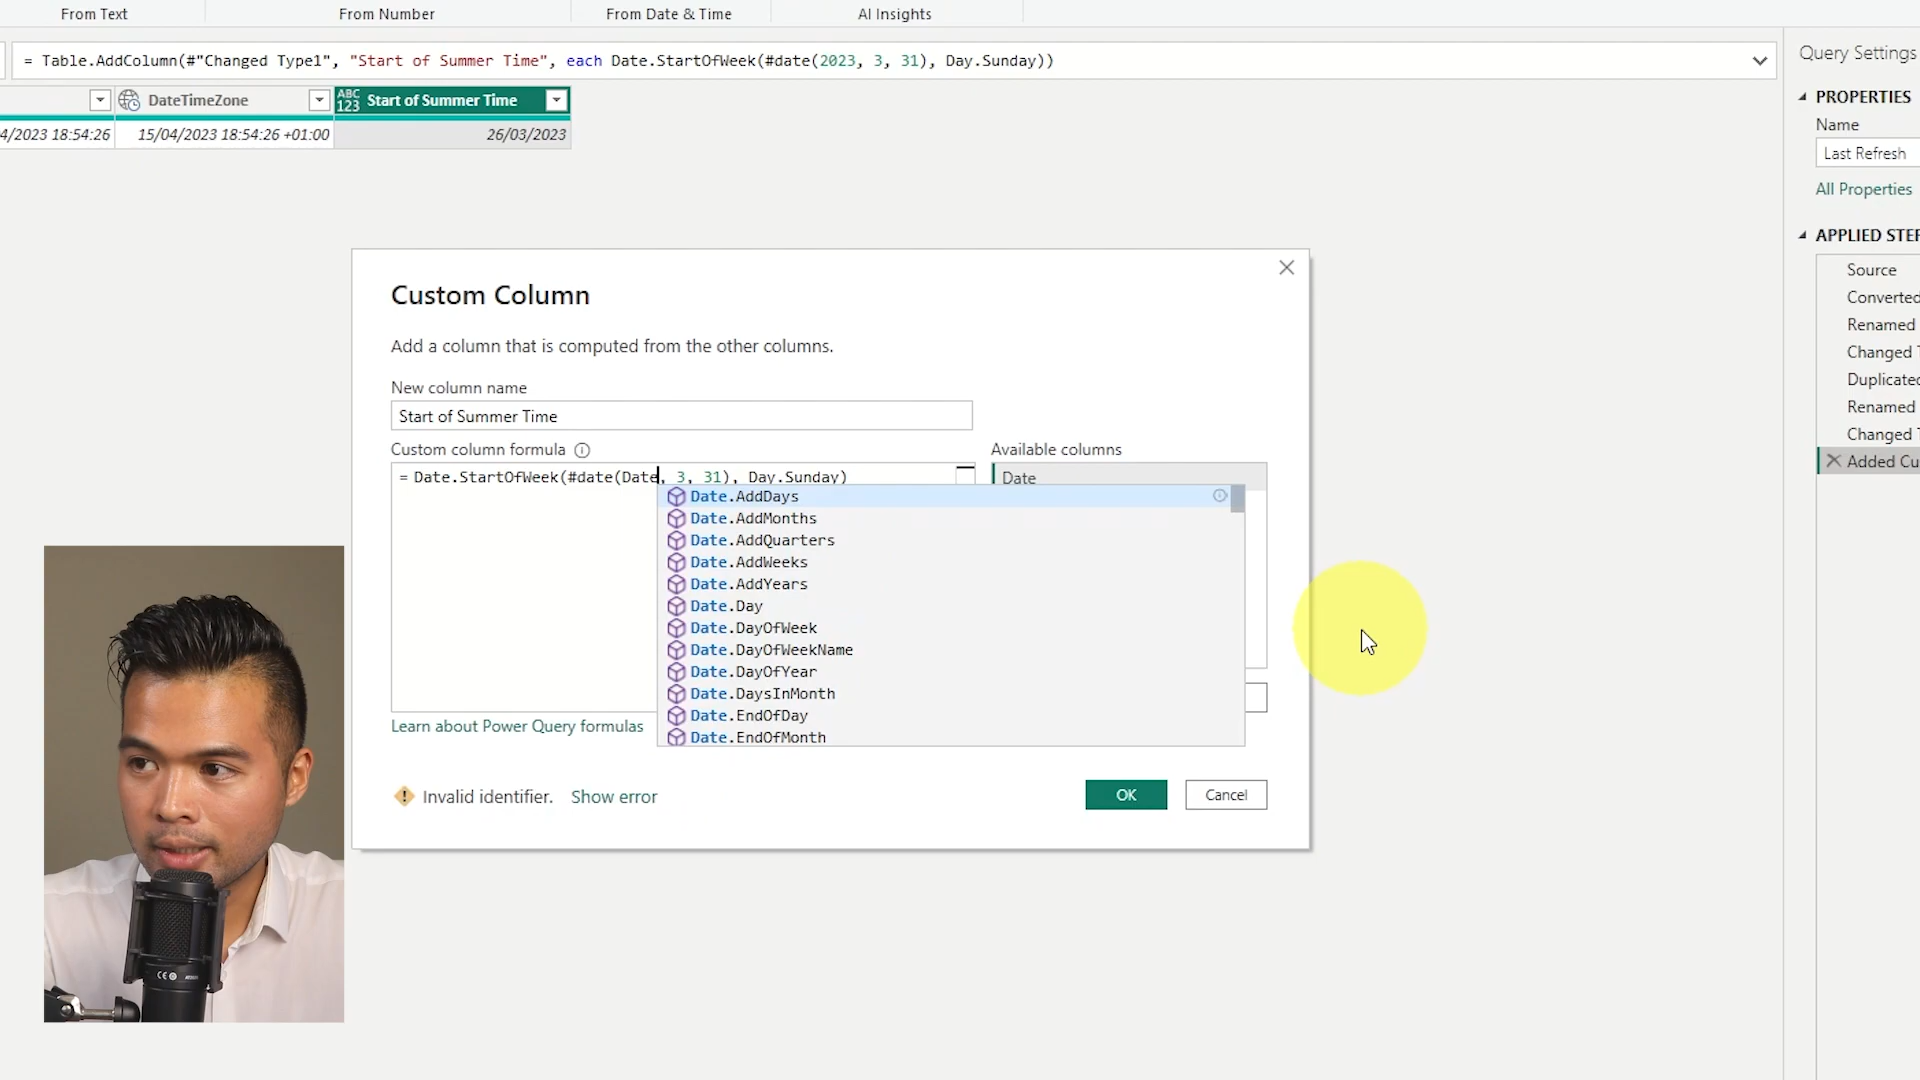 From Text
From Number
From Date & Time
AI Insights
= Table.AddColumn(#"Changed Type1", "Start of Summer Time", each Date.StartOfWeek(#date(2023, 3, 31), Day.Sunday))
DateTimeZone
ABC 123 Start of Summer Time
4/2023 18:54:26
15/04/2023 18:54:26 +01:00
26/03/2023
Query Settings
PROPERTIES
Name
Last Refresh
All Properties
APPLIED STE
Source
Converted
Renamed
Changed T
Duplicated
Renamed
Changed T
Added Cu
Custom Column
Add a column that is computed from the other columns.
New column name
Start of Summer Time
Custom column formula
Available columns
= Date.StartOfWeek(#date(Date, 3, 31), Day.Sunday)
Date
Date.AddDays
Date.AddMonths
Date.AddQuarters
Date.AddWeeks
Date.AddYears
Date.Day
Date.DayOfWeek
Date.DayOfWeekName
Date.DayOfYear
Date.DaysInMonth
Date.EndOfDay
Date.EndOfMonth
Learn about Power Query formulas
Invalid identifier. Show error
OK
Cancel